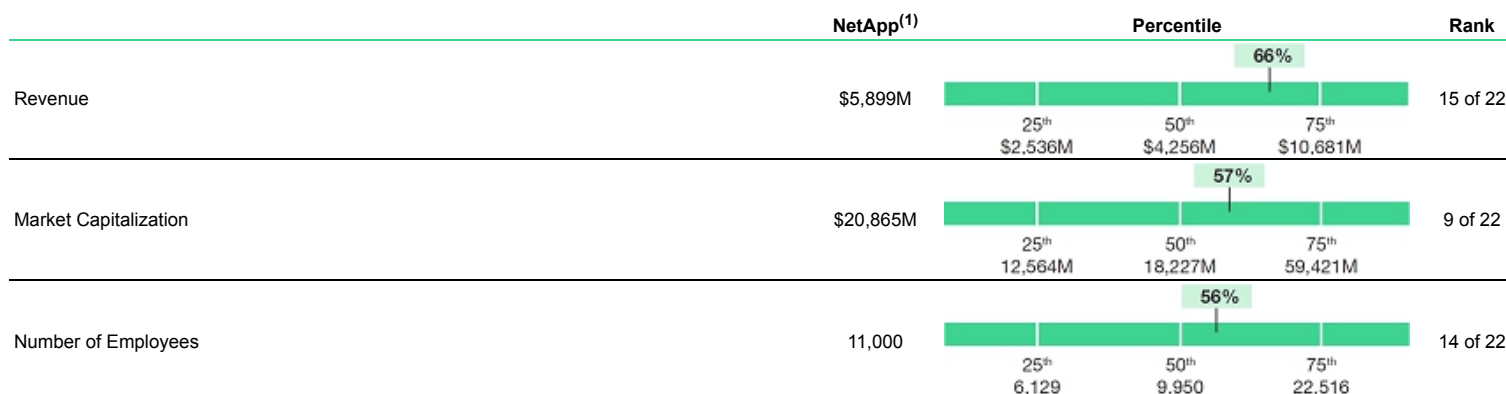 NetApp(1) Percentile Rank
66%
Revenue $5,899M 15 of 22
25th 50th 75th
$2,536M $4,256M $10,681M
57%
Market Capitalization $20,865M 9 of 22
25th 50th 75th
12,564M 18,227M 59,421M
56%
Number of Employees 11,000 14 of 22
25th 50th 75th
6,129 9,950 22,516